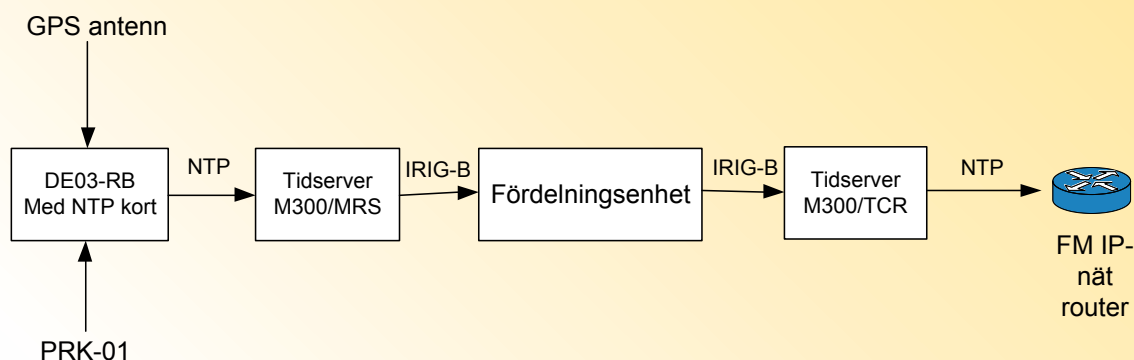 GPS antenn
DE03-RB
Med NTP kort
NTP
Tidserver
M300/MRS
IRIG-B
Fördelningsenhet
IRIG-B
Tidserver
M300/TCR
NTP
FM IP-
nät
router
PRK-01